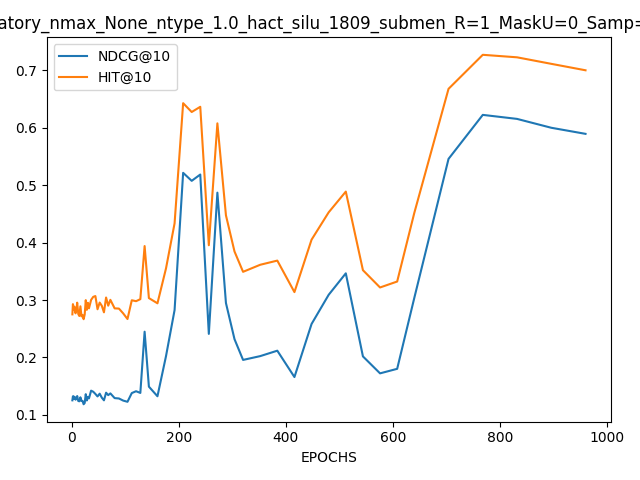 atory_nmax_None_ntype_1.0_hact_silu_1809_submen_R=1_MaskU=0_Samp=
NDCG@10
HIT@10
0.7
0.6
0.5
0.4
0.3
0.2
0.1
0 200 400 600 800 1000
EPOCHS